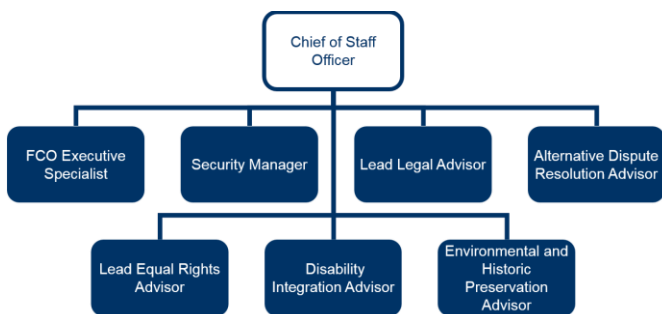 Chief of Staff
Officer
FCO Executive
Specialist
Security Manager
Lead Legal Advisor
Alternative Dispute
Resolution Advisor
Lead Equal Rights
Advisor
Disability
Integration Advisor
Environmental and
Historic
Preservation
Advisor